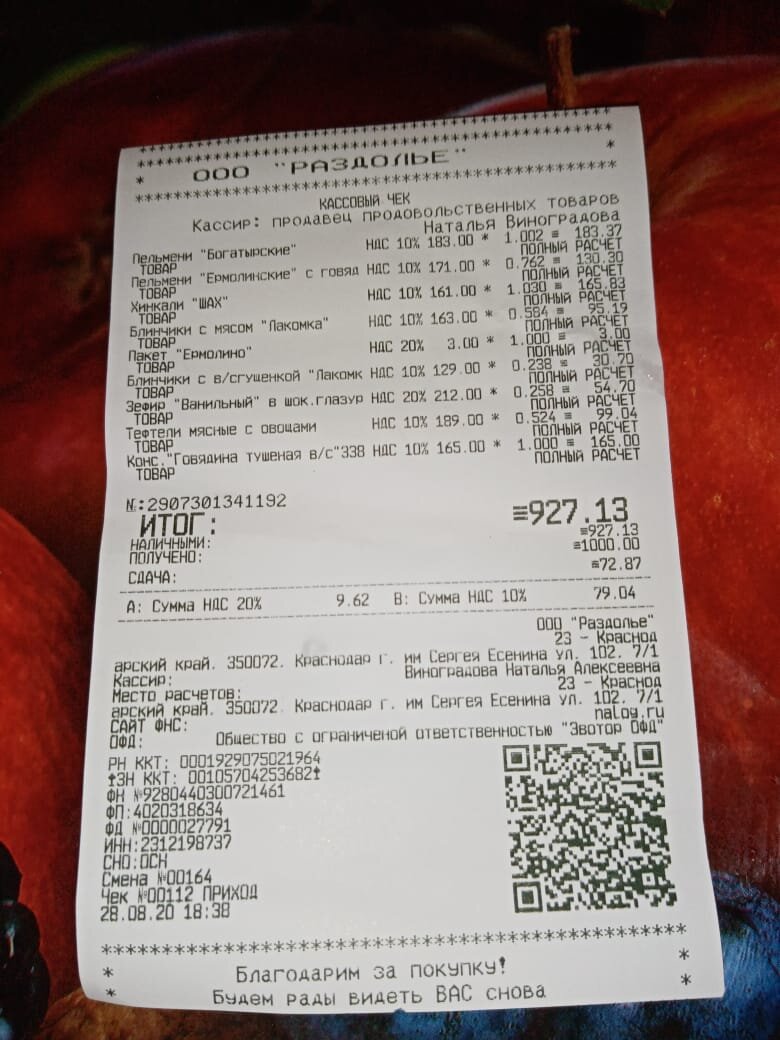 ********************************
********************************
* ООО "РАЗДОЛЬЕ" *
********************************
КАССОВЫЙ ЧЕК
Кассир: продавец продовольственных товаров
Наталья Виноградова
Пельмени "Богатырские" НДС 10% 183.00 * 1.002 ≡ 183.37
ТОВАР ПОЛНЫЙ РАСЧЕТ
Пельмени "Ермолинские" с говяд НДС 10% 171.00 * 0.762 ≡ 130.30
ТОВАР ПОЛНЫЙ РАСЧЕТ
Хинкали "ШАХ" НДС 10% 161.00 * 1.030 ≡ 165.83
ТОВАР ПОЛНЫЙ РАСЧЕТ
Блинчики с мясом "Лакомка" НДС 10% 163.00 * 0.584 ≡ 95.19
ТОВАР ПОЛНЫЙ РАСЧЕТ
Пакет "Ермолино" НДС 20% 3.00 * 1.000 ≡ 3.00
ТОВАР ПОЛНЫЙ РАСЧЕТ
Блинчики с в/сгущенкой "Лакомк НДС 10% 129.00 * 0.238 ≡ 30.70
ТОВАР ПОЛНЫЙ РАСЧЕТ
Зефир "Ванильный" в шок.глазур НДС 20% 212.00 * 0.258 ≡ 54.70
ТОВАР ПОЛНЫЙ РАСЧЕТ
Тефтели мясные с овощами НДС 10% 189.00 * 0.524 ≡ 99.04
ТОВАР ПОЛНЫЙ РАСЧЕТ
Конс."Говядина тушеная в/с"338 НДС 10% 165.00 * 1.000 ≡ 165.00
ТОВАР ПОЛНЫЙ РАСЧЕТ
№:2907301341192
ИТОГ: ≡927.13
НАЛИЧНЫМИ: ≡927.13
ПОЛУЧЕНО: ≡1000.00
СДАЧА: ≡72.87
А: Сумма НДС 20% 9.62 В: Сумма НДС 10% 79.04
ООО "Раздолье"
23 - Краснод
арский край. 350072. Краснодар г. им Сергея Есенина ул. 102. 7/1
Кассир: Виноградова Наталья Алексеевна
Место расчетов: 23 - Краснод
арский край. 350072. Краснодар г. им Сергея Есенина ул. 102. 7/1
САЙТ ФНС: nalog.ru
ОФД: Общество с ограниченой ответственностью "Эвотор ОФД"
РН ККТ: 0001929075021964
ЗН ККТ: 00105704253682
ФН №9280440300721461
ФП:4020318634
ФД №0000027791
ИНН:2312198737
СНО:ОСН
Смена №00164
Чек №00112 ПРИХОД
28.08.20 18:38
********************************
* Благодарим за покупку! *
* Будем рады видеть ВАС снова *